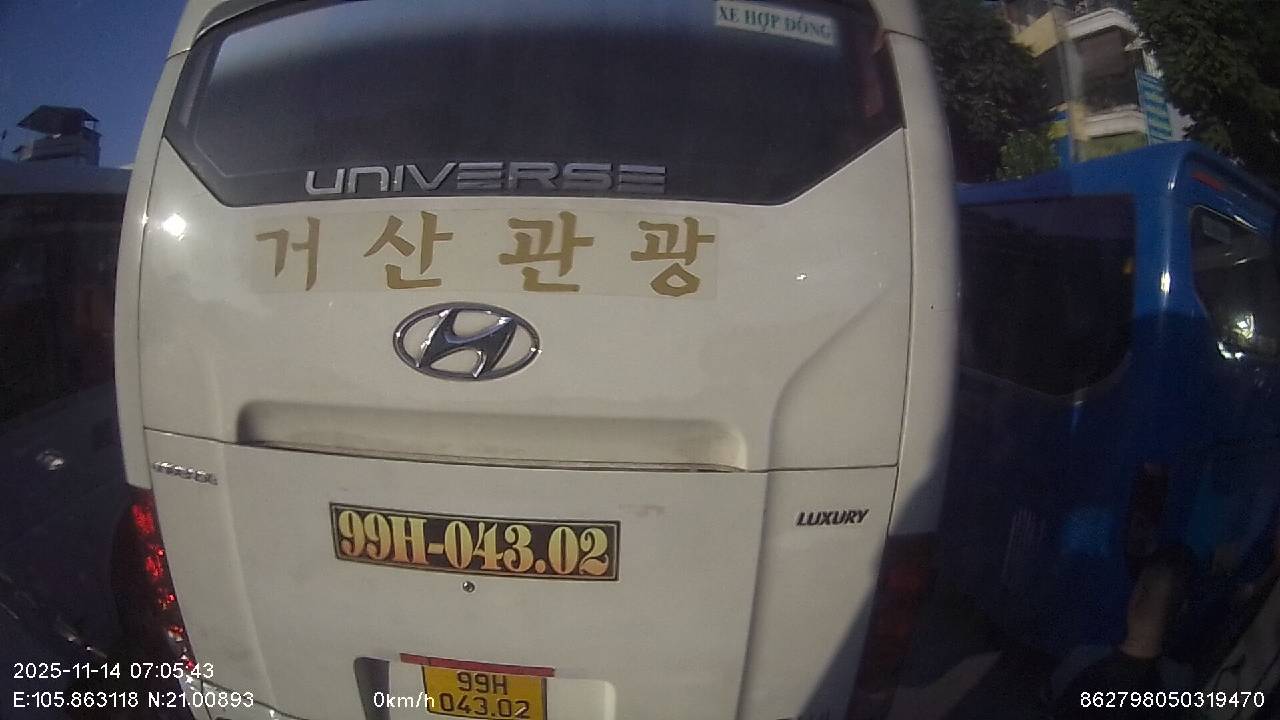 XE HỢP ĐỒNG
UNIVERSE
거산관광
LUXURY
99H-043.02
99H
043.02
2025-11-14 07:05:43
E:105.863118 N:21.00893
0km/h
862798050319470